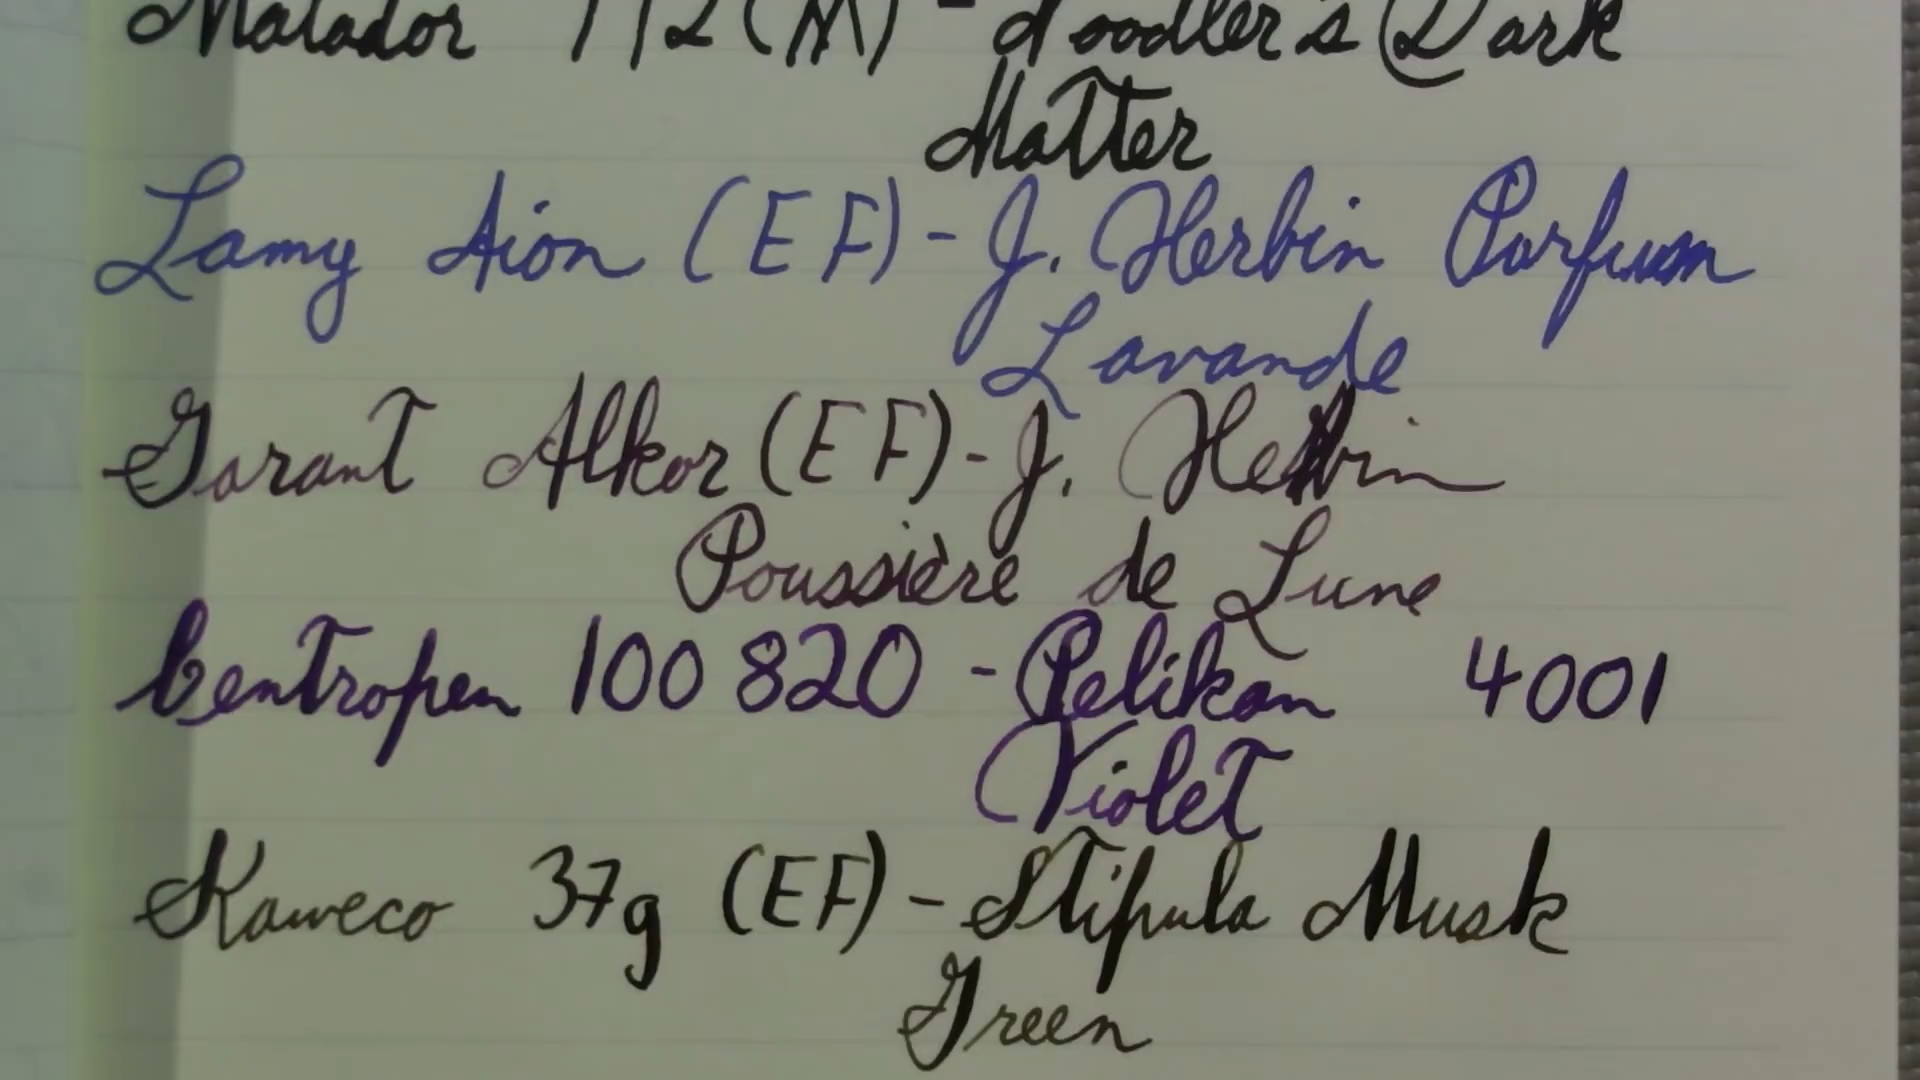 Matador 112 (M) - Noodler's Dark
Matter
Lamy Aion (EF) - J. Herbin Parfum
Lavande
Garant Alkor (EF) - J. Herbin
Poussière de Lune
Centropen 100 820 - Pelikan 4001
Violet
Kaweco 37g (EF) - Stipula Musk
Green